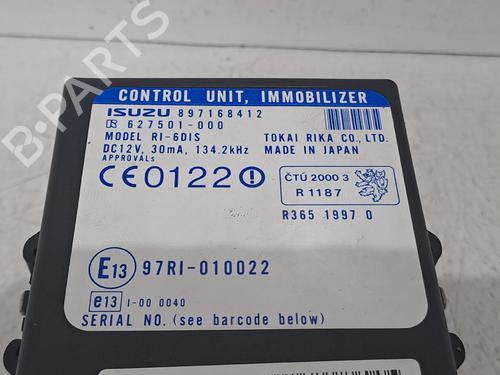 CONTROL UNIT, IMMOBILIZER
ISUZU 897168412
627501-000
MODEL RI-6DIS TOKAI RIKA CO., LTD.
DC12V, 30mA, 134.2kHz MADE IN JAPAN
APPROVALS
CE0122
ČTÚ 2000 3
R 1187
R365 1997 0
E13 97RI-010022
e13 I-00 0040
SERIAL NO. (see barcode below)
B-PARTS